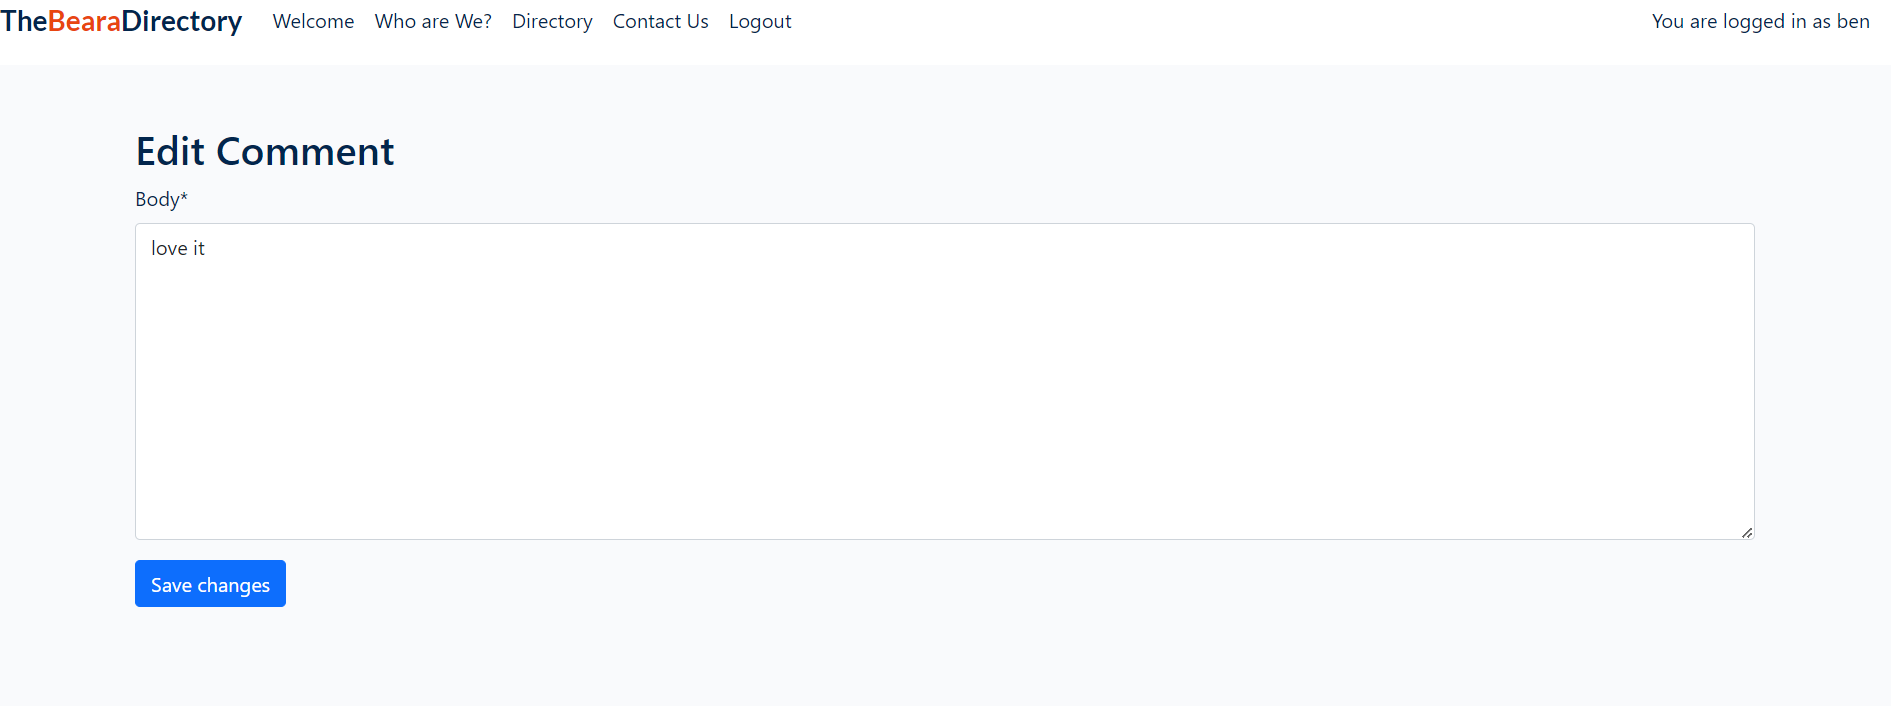 TheBearaDirectory Welcome Who are We? Directory Contact Us Logout You are logged in as ben
Edit Comment
Body*
love it
Save changes